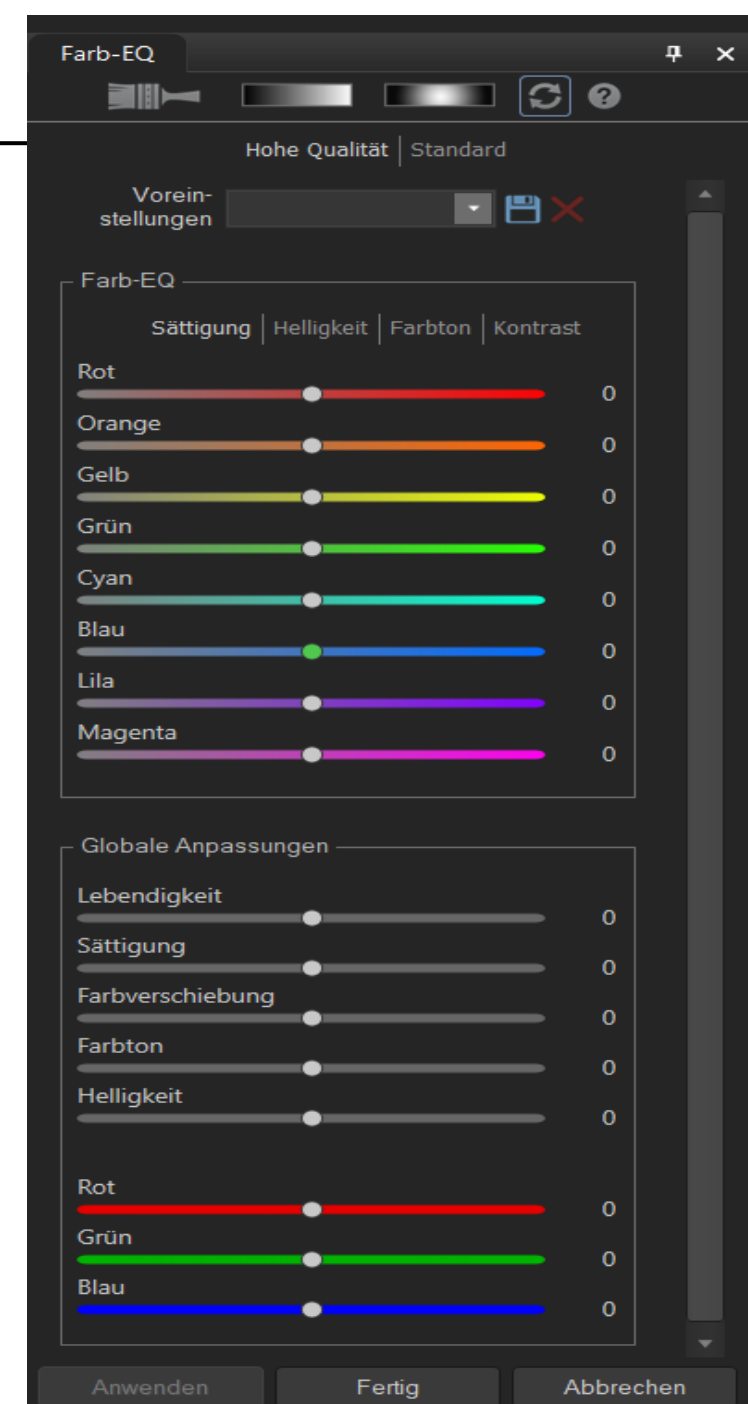 Farb-EQ
Hohe Qualität Standard
Vorein-
stellungen
Farb-EQ
Sättigung Helligkeit Farbton Kontrast
Rot
0
Orange
0
Gelb
0
Grün
0
Cyan
0
Blau
0
Lila
0
Magenta
0
Globale Anpassungen
Lebendigkeit
0
Sättigung
0
Farbverschiebung
0
Farbton
0
Helligkeit
0
Rot
0
Grün
0
Blau
0
Anwenden Fertig Abbrechen